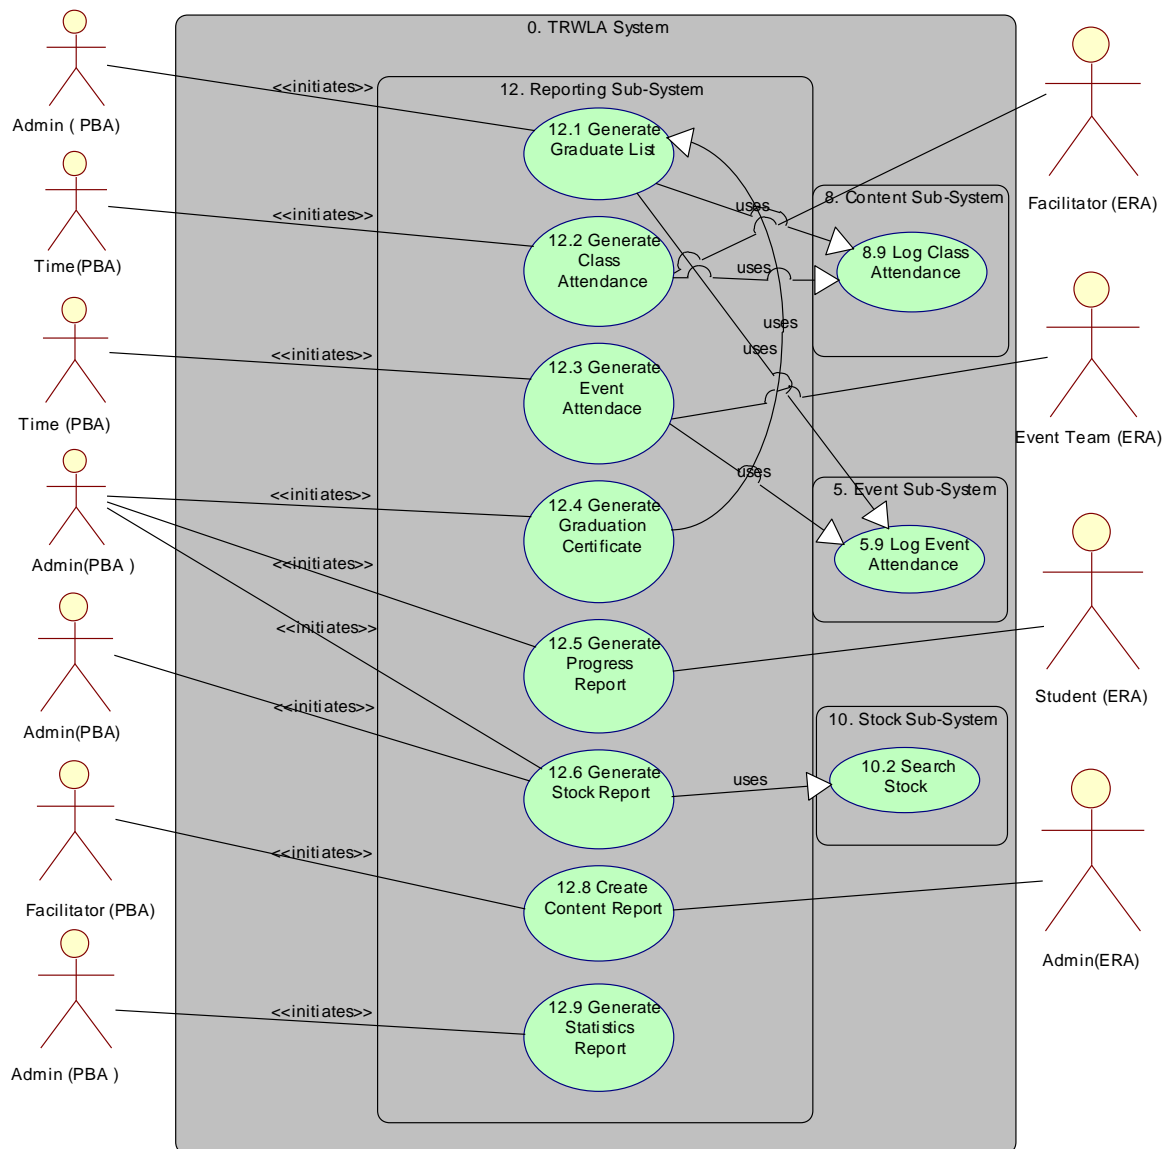 0. TRWLA System
12. Reporting Sub-System
Admin ( PBA)
<<initiates>>
12.1 Generate
Graduate List
Time(PBA)
<<initiates>>
12.2 Generate
Class
Attendance
Time (PBA)
<<initiates>>
12.3 Generate
Event
Attendace
Admin(PBA )
<<initiates>>
12.4 Generate
Graduation
Certificate
<<initiates>>
12.5 Generate
Progress
Report
<<initiates>>
Admin(PBA)
<<initiates>>
12.6 Generate
Stock Report
Facilitator (PBA)
<<initiates>>
12.8 Create
Content Report
Admin (PBA )
<<initiates>>
12.9 Generate
Statistics
Report
uses
uses
uses
uses
uses
uses
8. Content Sub-System
8.9 Log Class
Attendance
5. Event Sub-System
5.9 Log Event
Attendance
10. Stock Sub-System
10.2 Search
Stock
Facilitator (ERA)
Event Team (ERA)
Student (ERA)
Admin(ERA)